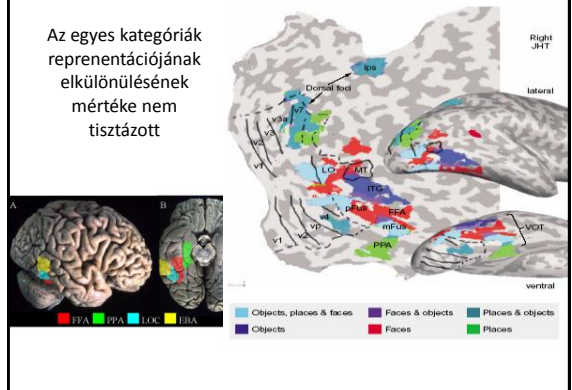 Az egyes kategóriák
reprenentációjának
elkülönülésének
mértéke nem
tisztázott
Right
JHT
lateral
ips
Dorsal foci
v7
v3a
v3
v2
v1
LO
MT
ITG
pFus
FFA
v4
mFus
vp
v2
v1
PPA
VOT
ventral
A
B
FFA PPA LOC EBA
Objects, places & faces
Faces & objects
Places & objects
Objects
Faces
Places